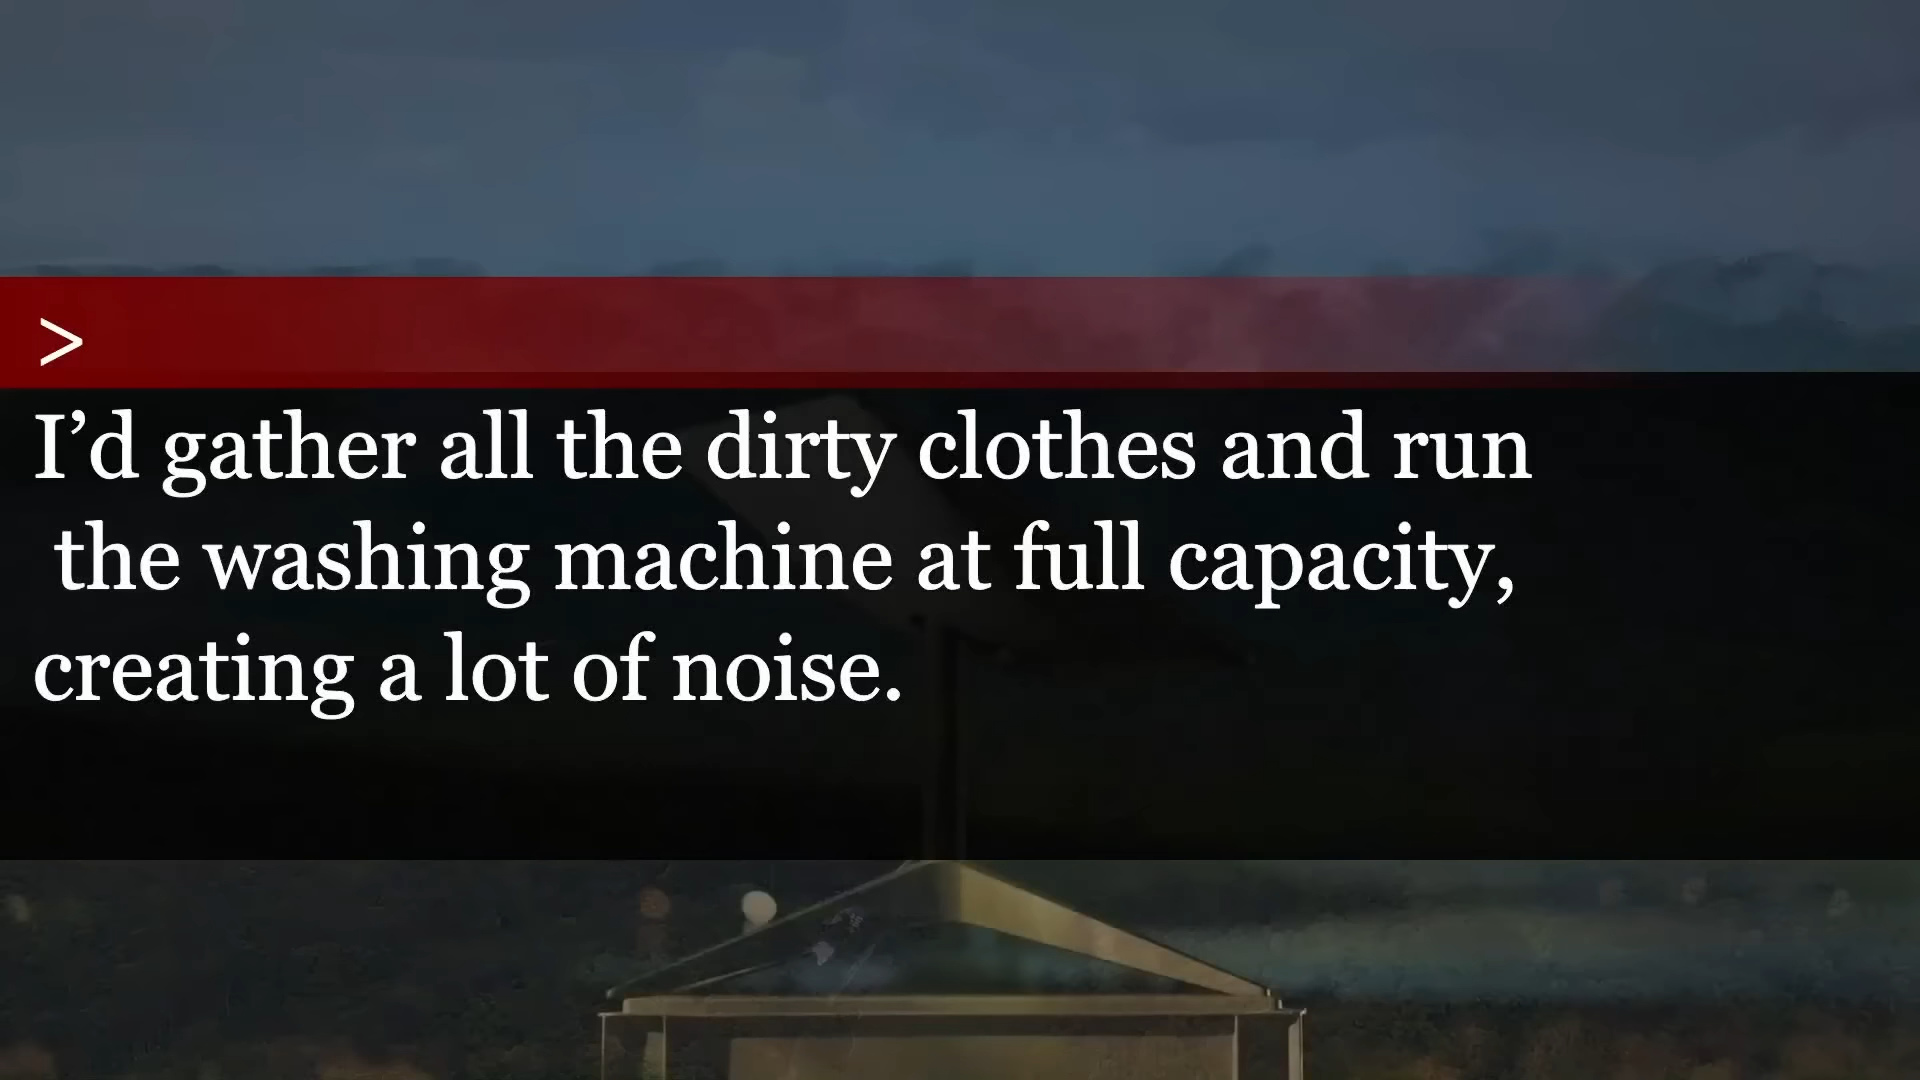 >
I’d gather all the dirty clothes and run
the washing machine at full capacity,
creating a lot of noise.